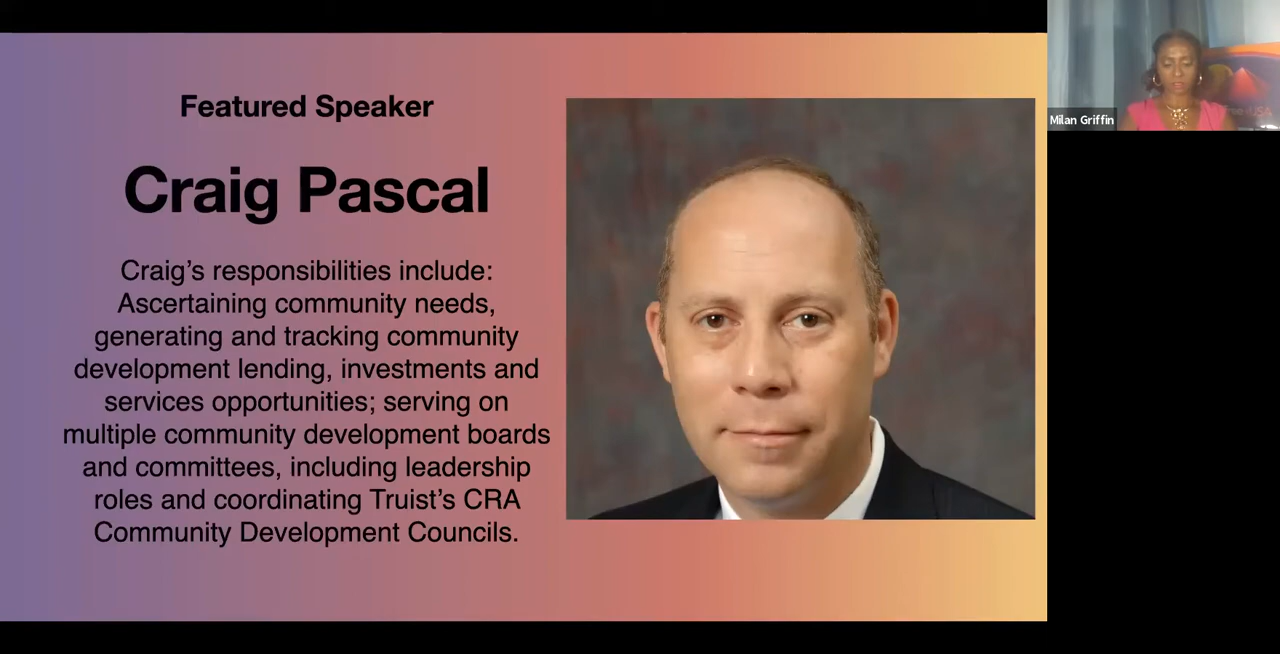 Featured Speaker
Craig Pascal
Craig’s responsibilities include:
Ascertaining community needs,
generating and tracking community
development lending, investments and
services opportunities; serving on
multiple community development boards
and committees, including leadership
roles and coordinating Truist’s CRA
Community Development Councils.
Milan Griffin
USA